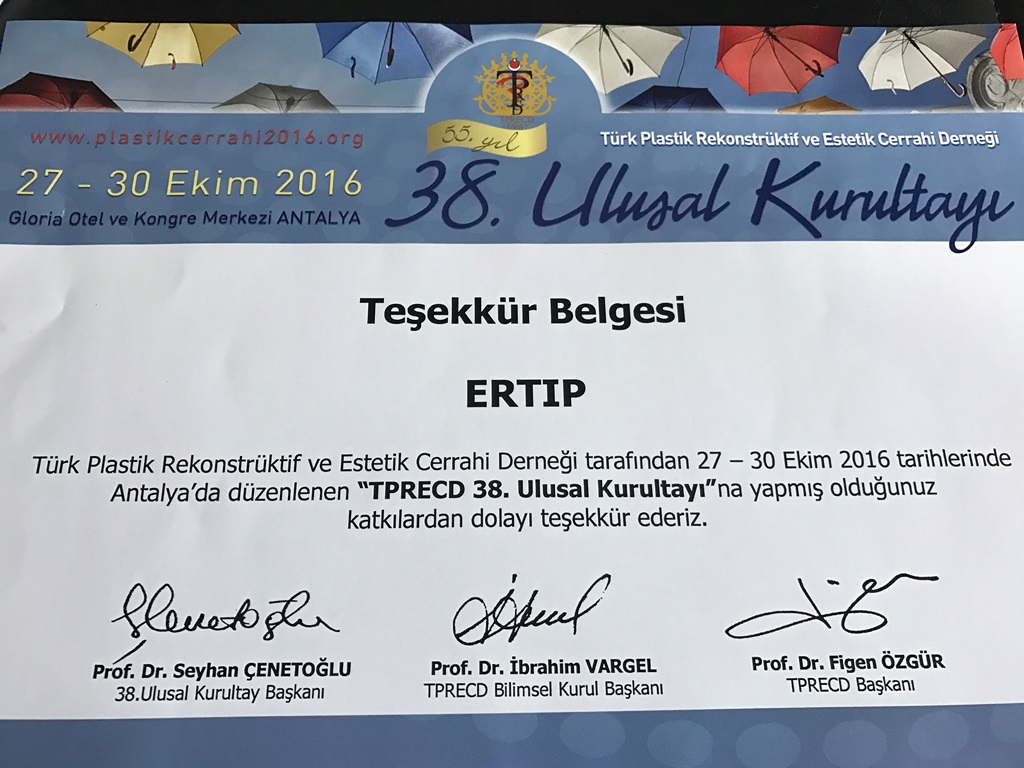 www.plastikcerrahi2016.org
27 - 30 Ekim 2016
Gloria Otel ve Kongre Merkezi ANTALYA
55. yıl
Türk Plastik Rekonstrüktif ve Estetik Cerrahi Derneği
38. Ulusal Kurultayı
Teşekkür Belgesi
ERTIP
Türk Plastik Rekonstrüktif ve Estetik Cerrahi Derneği tarafından 27 – 30 Ekim 2016 tarihlerinde
Antalya’da düzenlenen “TPRECD 38. Ulusal Kurultayı”na yapmış olduğunuz
katkılardan dolayı teşekkür ederiz.
Prof. Dr. Seyhan ÇENETOĞLU
38.Ulusal Kurultay Başkanı
Prof. Dr. İbrahim VARGEL
TPRECD Bilimsel Kurul Başkanı
Prof. Dr. Figen ÖZGÜR
TPRECD Başkanı